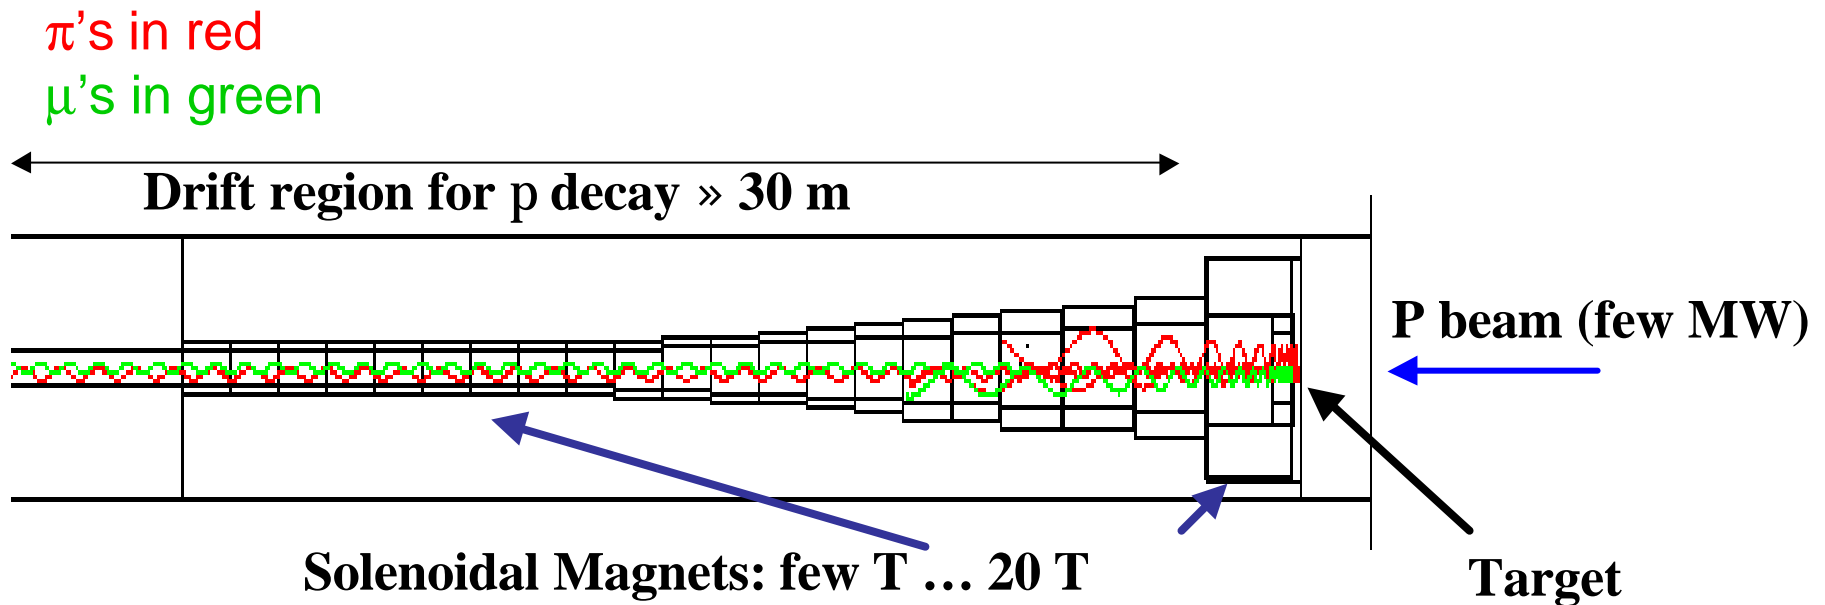 π's in red
μ's in green
Drift region for p decay » 30 m
P beam (few MW)
Solenoidal Magnets: few T … 20 T
Target